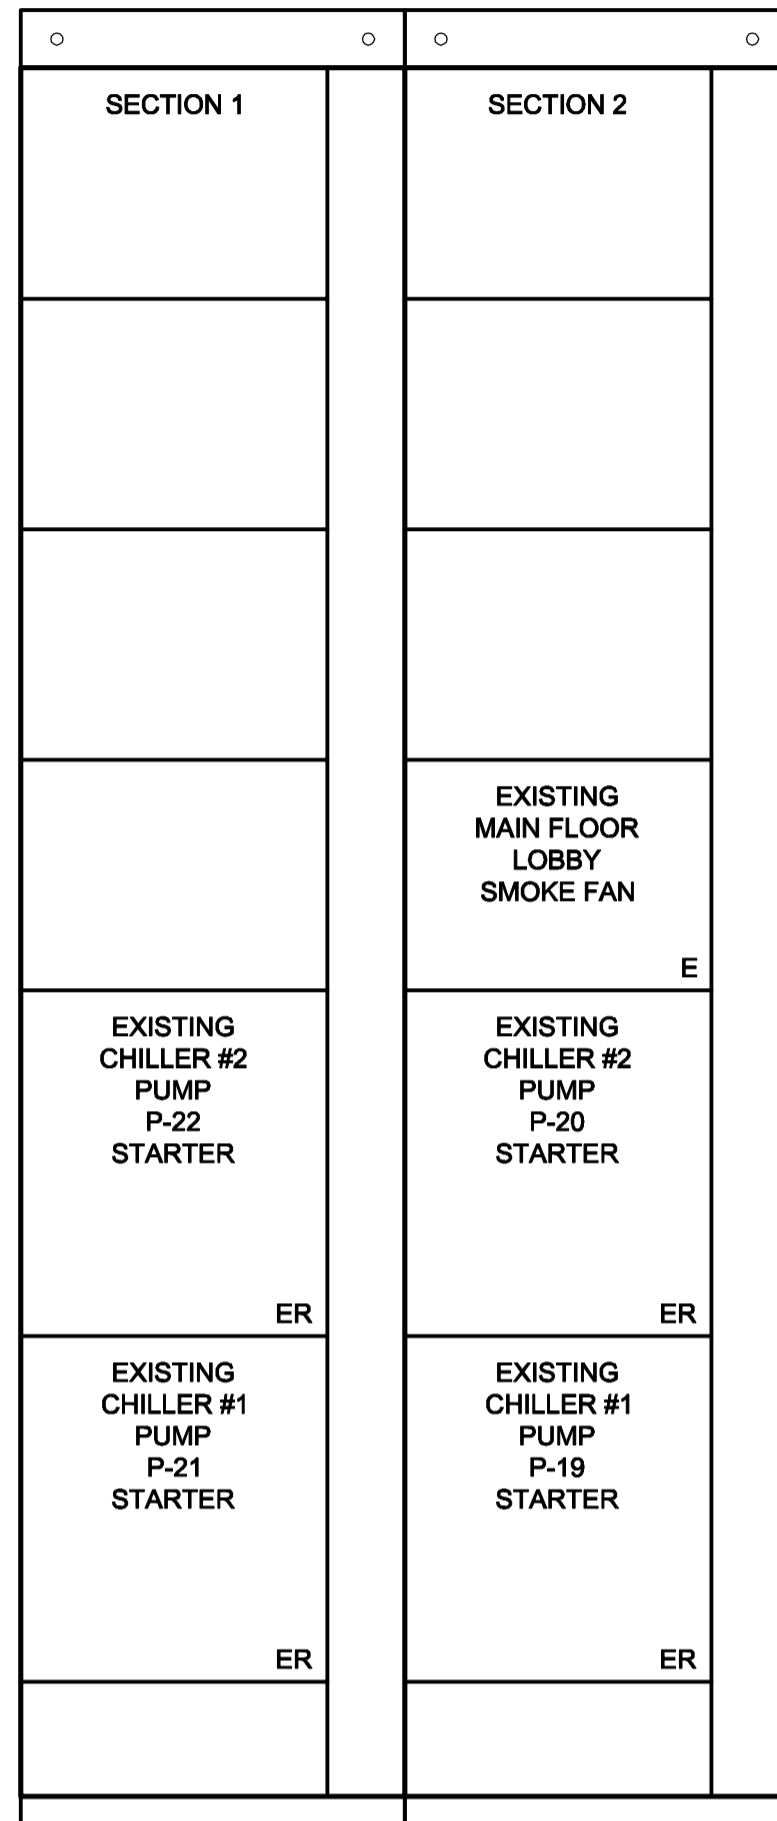 SECTION 1
EXISTING
CHILLER #2
PUMP
P-22
STARTER
ER
EXISTING
CHILLER #1
PUMP
P-21
STARTER
ER
SECTION 2
EXISTING
MAIN FLOOR
LOBBY
SMOKE FAN
E
EXISTING
CHILLER #2
PUMP
P-20
STARTER
ER
EXISTING
CHILLER #1
PUMP
P-19
STARTER
ER